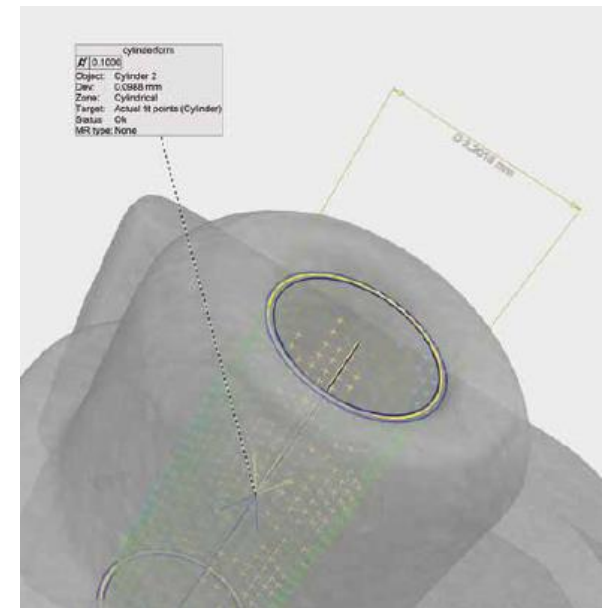 cylinderform
0.1000
Object: Cylinder 2
Dev: 0.0988 mm
Zone: Cylindrical
Target: Actual fit points (Cylinder)
Status Ok
MR type: None
mm